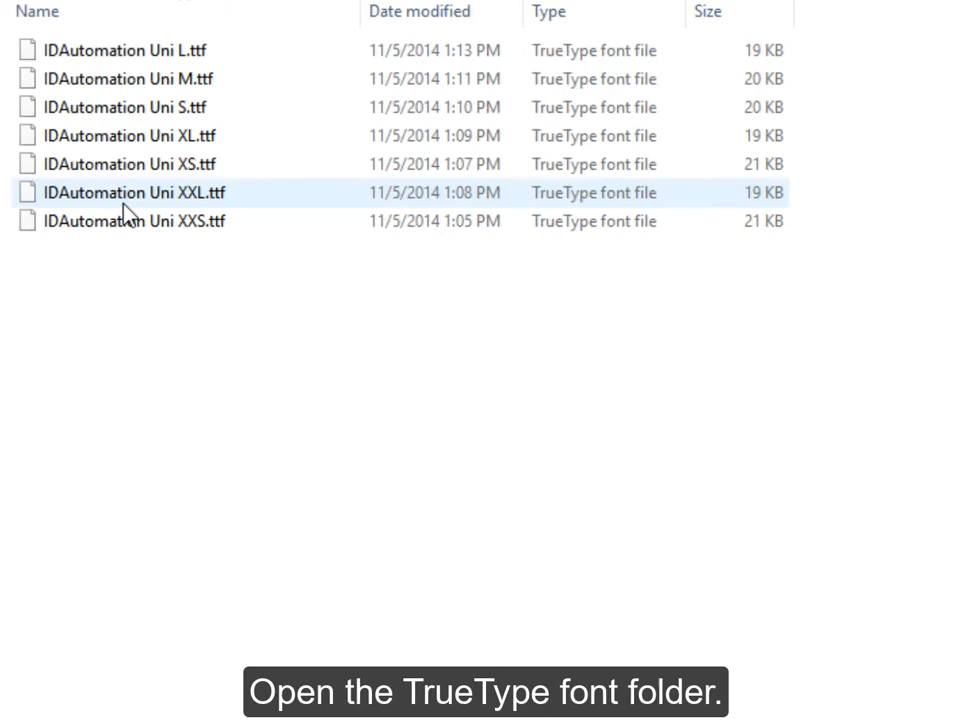 Name Date modified Type Size
IDAutomation Uni L.ttf 11/5/2014 1:13 PM TrueType font file 19 KB
IDAutomation Uni M.ttf 11/5/2014 1:11 PM TrueType font file 20 KB
IDAutomation Uni S.ttf 11/5/2014 1:10 PM TrueType font file 20 KB
IDAutomation Uni XL.ttf 11/5/2014 1:09 PM TrueType font file 19 KB
IDAutomation Uni XS.ttf 11/5/2014 1:07 PM TrueType font file 21 KB
IDAutomation Uni XXL.ttf 11/5/2014 1:08 PM TrueType font file 19 KB
IDAutomation Uni XXS.ttf 11/5/2014 1:05 PM TrueType font file 21 KB
Open the TrueType font folder.